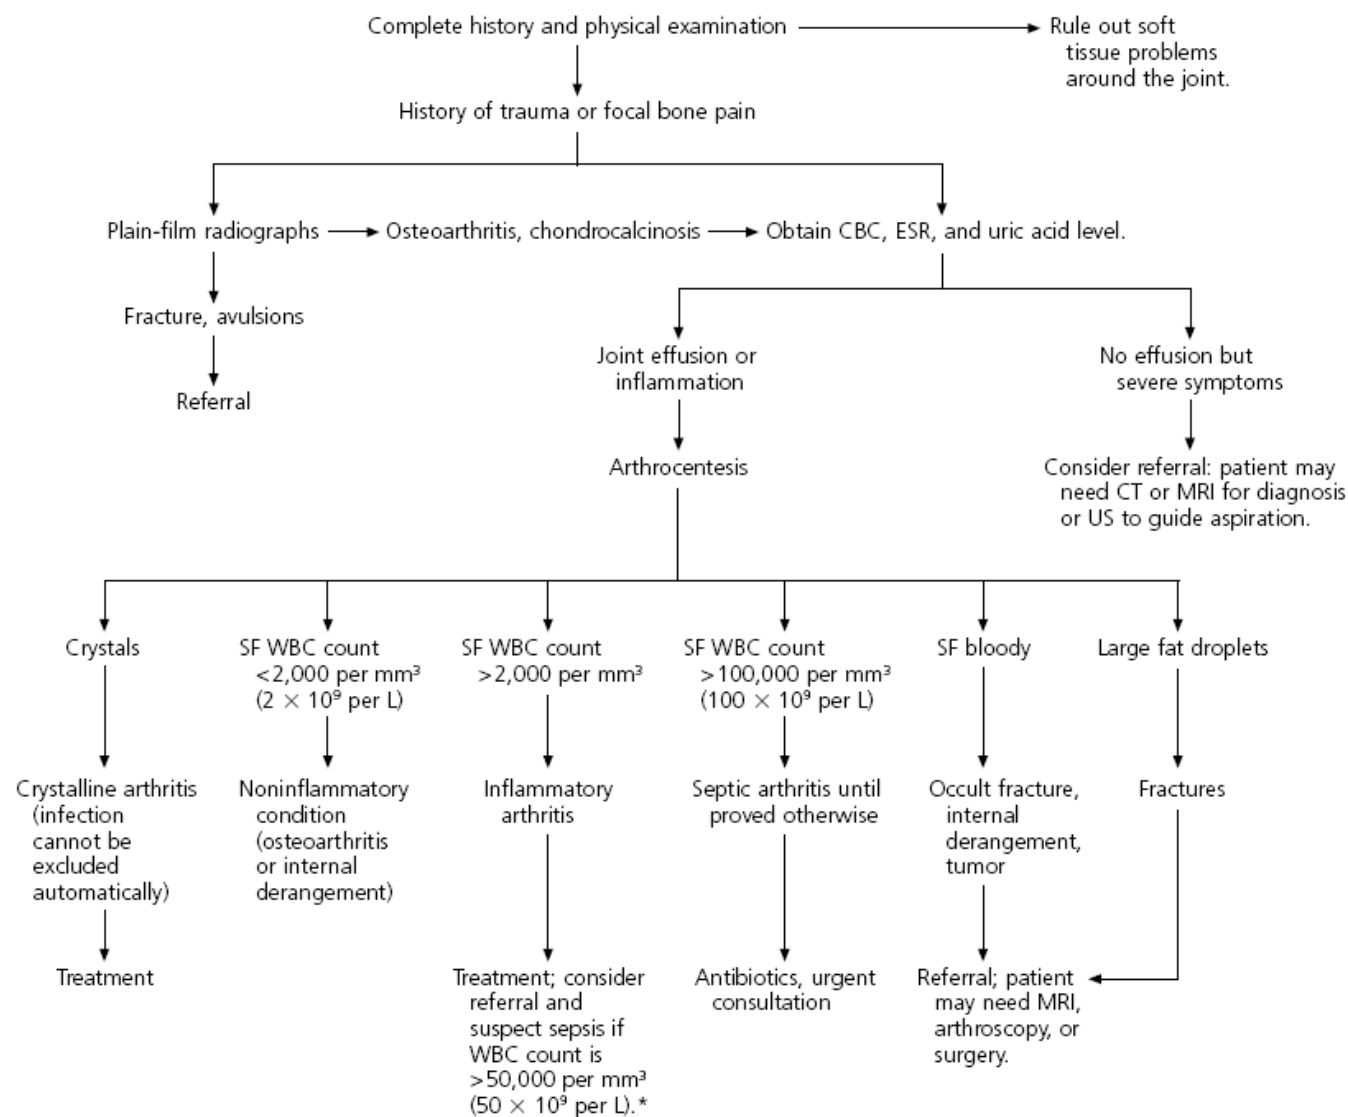 Complete history and physical examination
Rule out soft
tissue problems
around the joint.
History of trauma or focal bone pain
Plain-film radiographs
Osteoarthritis, chondrocalcinosis
Obtain CBC, ESR, and uric acid level.
Fracture, avulsions
Referral
Joint effusion or
inflammation
No effusion but
severe symptoms
Arthrocentesis
Consider referral: patient may
need CT or MRI for diagnosis
or US to guide aspiration.
Crystals
SF WBC count
<2,000 per mm³
(2 × 10⁹ per L)
SF WBC count
>2,000 per mm³
SF WBC count
>100,000 per mm³
(100 × 10⁹ per L)
SF bloody
Large fat droplets
Crystalline arthritis
(infection
cannot be
excluded
automatically)
Noninflammatory
condition
(osteoarthritis
or internal
derangement)
Inflammatory
arthritis
Septic arthritis until
proved otherwise
Occult fracture,
internal
derangement,
tumor
Fractures
Treatment
Treatment; consider
referral and
suspect sepsis if
WBC count is
>50,000 per mm³
(50 × 10⁹ per L).*
Antibiotics, urgent
consultation
Referral; patient
may need MRI,
arthroscopy, or
surgery.